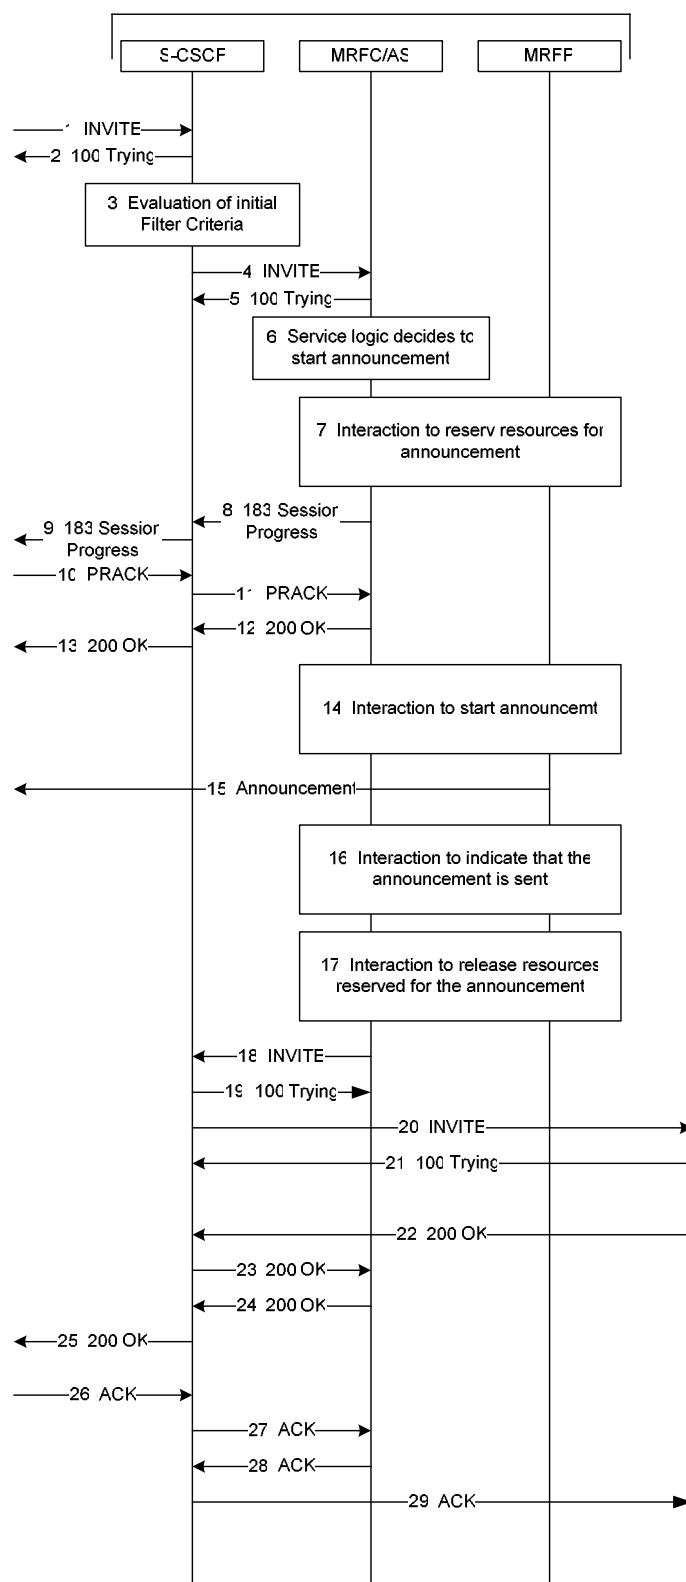 S-CSCF
MRFC/AS
MRFP
1 INVITE
2 100 Trying
3 Evaluation of initial
Filter Criteria
4 INVITE
5 100 Trying
6 Service logic decides to
start announcement
7 Interaction to reserv resources for
announcement
8 183 Session
Progress
9 183 Session
Progress
10 PRACK
11 PRACK
12 200 OK
13 200 OK
14 Interaction to start announcemt
15 Announcement
16 Interaction to indicate that the
announcement is sent
17 Interaction to release resources
reserved for the announcement
18 INVITE
19 100 Trying
20 INVITE
21 100 Trying
22 200 OK
23 200 OK
24 200 OK
25 200 OK
26 ACK
27 ACK
28 ACK
29 ACK